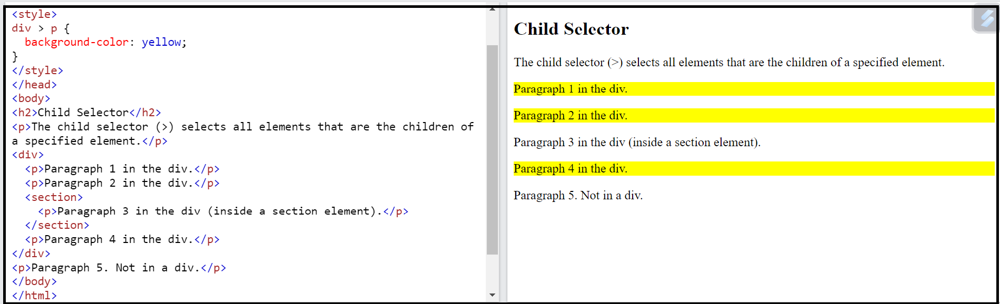 <style>
div > p {
  background-color: yellow;
}
</style>
</head>
<body>
<h2>Child Selector</h2>
<p>The child selector (>) selects all elements that are the children of
a specified element.</p>
<div>
  <p>Paragraph 1 in the div.</p>
  <p>Paragraph 2 in the div.</p>
  <section>
    <p>Paragraph 3 in the div (inside a section element).</p>
  </section>
  <p>Paragraph 4 in the div.</p>
</div>
<p>Paragraph 5. Not in a div.</p>
</body>
</html>
Child Selector
The child selector (>) selects all elements that are the children of a specified element.
Paragraph 1 in the div.
Paragraph 2 in the div.
Paragraph 3 in the div (inside a section element).
Paragraph 4 in the div.
Paragraph 5. Not in a div.